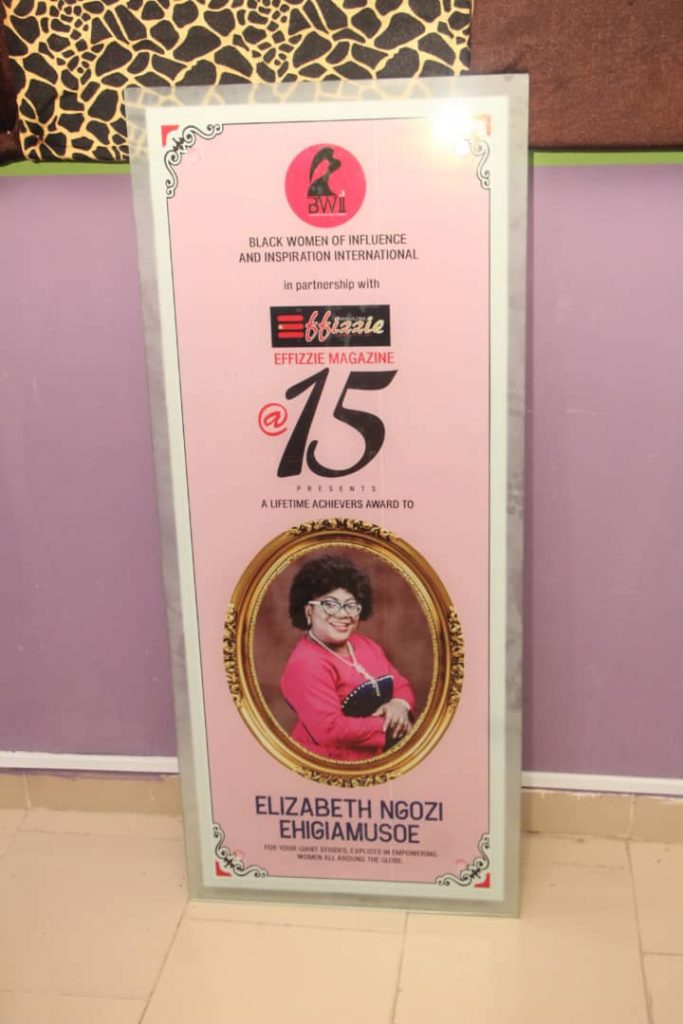 BWII
BLACK WOMEN OF INFLUENCE
AND INSPIRATION INTERNATIONAL
in partnership with
Effizzie
EFFIZZIE MAGAZINE
@15
PRESENTS
A LIFETIME ACHIEVERS AWARD TO
ELIZABETH NGOZI
EHIGIAMUSOE
FOR YOUR GIANT STRIDES, EXPLIOTS IN EMPOWERING
WOMEN ALL AROUND THE GLOBE.